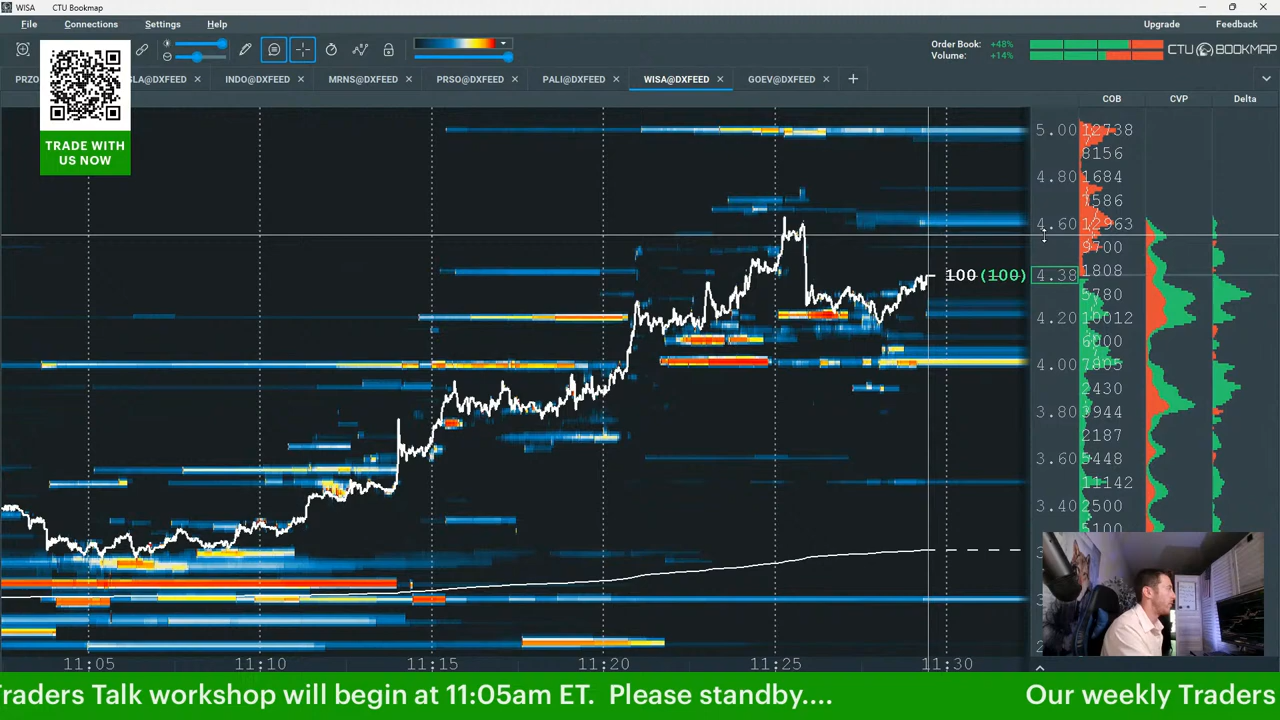 WISA CTU Bookmap
File Connections Settings Help Upgrade Feedback
Order Book: +48%
Volume: +14%
CTU BOOKMAP
PRZO LSLA@DXFEED INDO@DXFEED MRNS@DXFEED PRSO@DXFEED PALI@DXFEED WISA@DXFEED GOEV@DXFEED
COB CVP Delta
TRADE WITH
US NOW
5.00 12738
8156
4.80 1684
7586
4.60 12963
9700
100 (100) 4.38 1808
5780
4.20 10012
6000
4.00 7805
2430
3.80 3944
2187
3.60 5448
11142
3.40 2500
5100
11:05 11:10 11:15 11:20 11:25 11:30
Traders Talk workshop will begin at 11:05am ET. Please standby.... Our weekly Traders